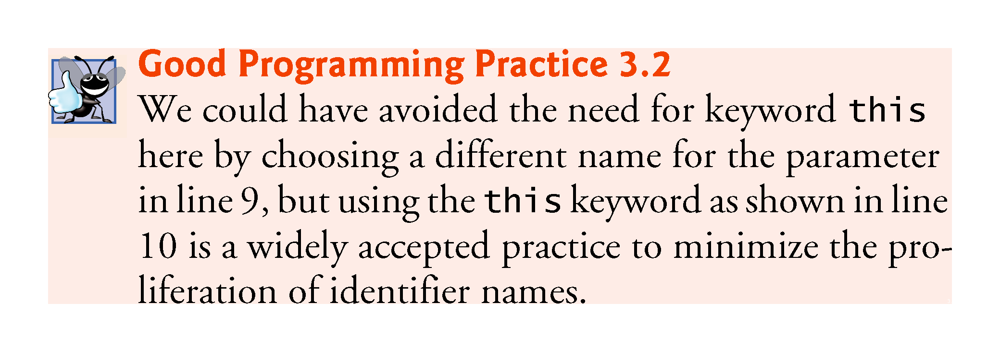 Good Programming Practice 3.2
We could have avoided the need for keyword this
here by choosing a different name for the parameter
in line 9, but using the this keyword as shown in line
10 is a widely accepted practice to minimize the pro-
liferation of identifier names.